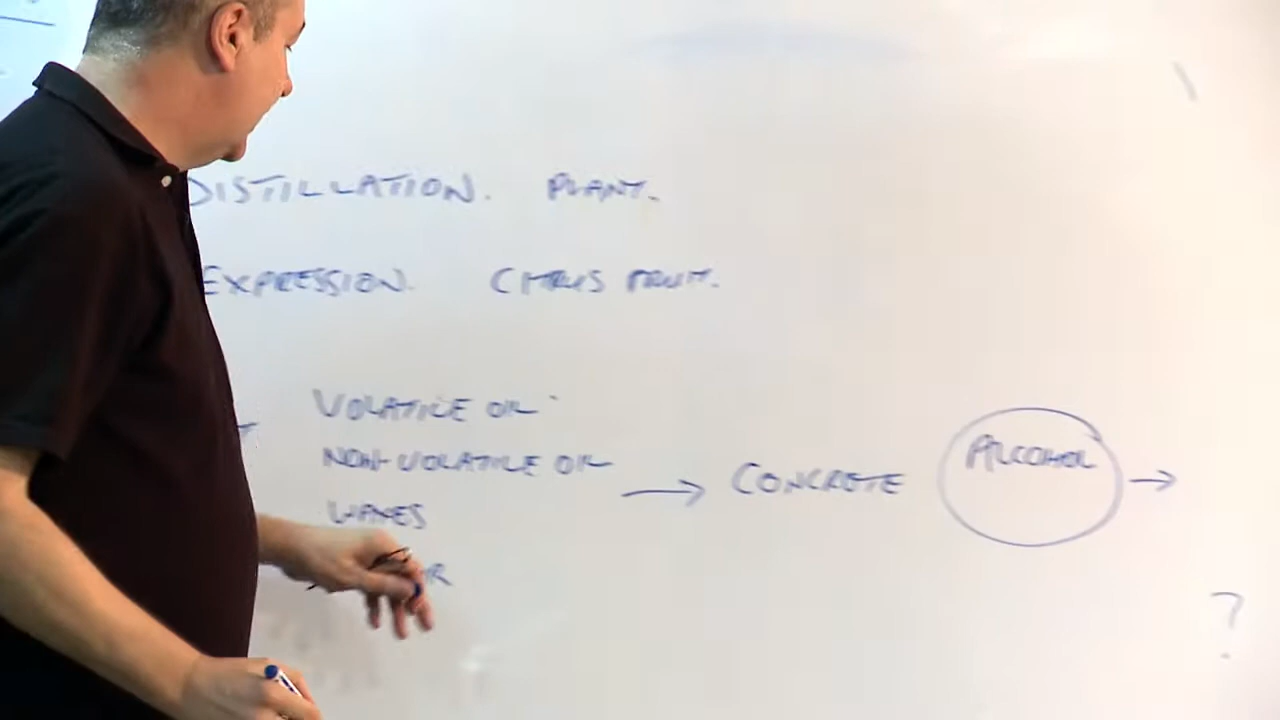 DISTILLATION. PLANT.
EXPRESSION. CITRUS FRUIT.
VOLATILE OIL
NON-VOLATILE OIL
WAXES
→ CONCRETE ALCOHOL →
?